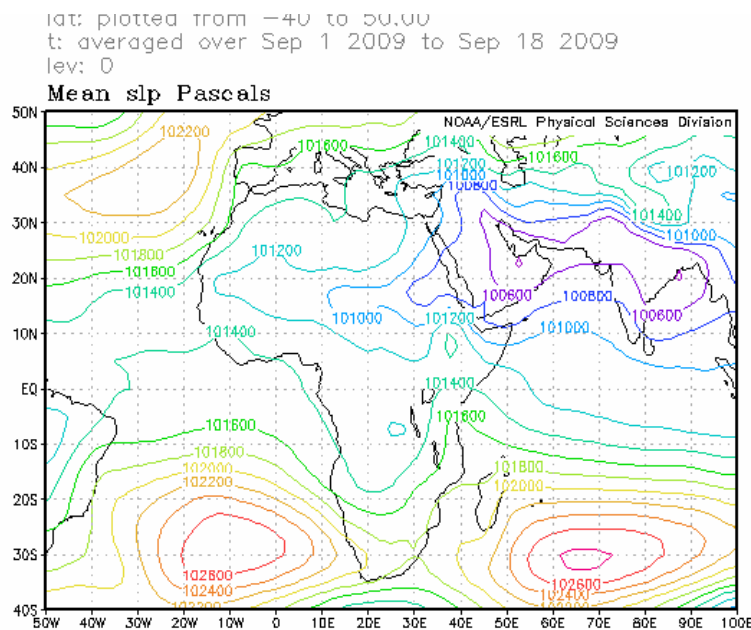 lat: plotted from −40 to 50.00
t: averaged over Sep 1 2009 to Sep 18 2009
lev: 0
Mean slp Pascals
NOAA/ESRL Physical Sciences Division
50N
40N
30N
20N
10N
EQ
10S
20S
30S
40S
50W 40W 30W 20W 10W 0 10E 20E 30E 40E 50E 60E 70E 80E 90E 100E
102200
101400
101600
101600
101200
101200
101000
100800
101400
102000
101800
101600
101400
101200
101000
100600
100600
100800
101000
101000
101200
101400
101400
101600
101600
101800
102000
102200
101800
102000
102600
102400
102600
102400